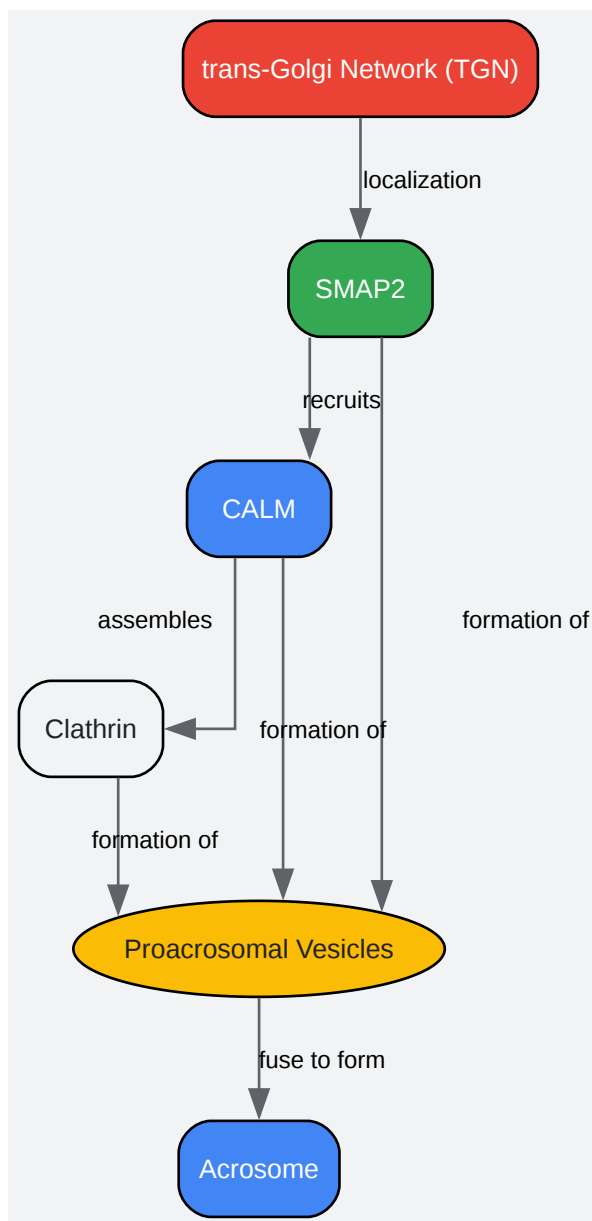 trans-Golgi Network (TGN)
localization
SMAP2
recruits
CALM
assembles
formation of
Clathrin
formation of
formation of
Proacrosomal Vesicles
fuse to form
Acrosome